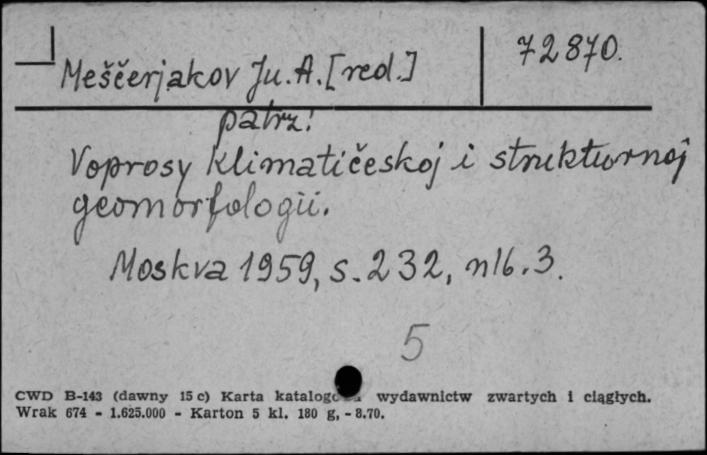 Meščerjakov Ju. A. [red.]
72870.
patrz:
Voprosy klimatičeskoj i strukturnoj
geomorfologii.
Moskva 1959, s. 232, nlb. 3.
5
CWD B-143 (dawny 15 c) Karta wydawnictw zwartych i ciągłych.
Wrak 674 - 1.625.000 - Karton 5 kl. 180 g, - 8.70.